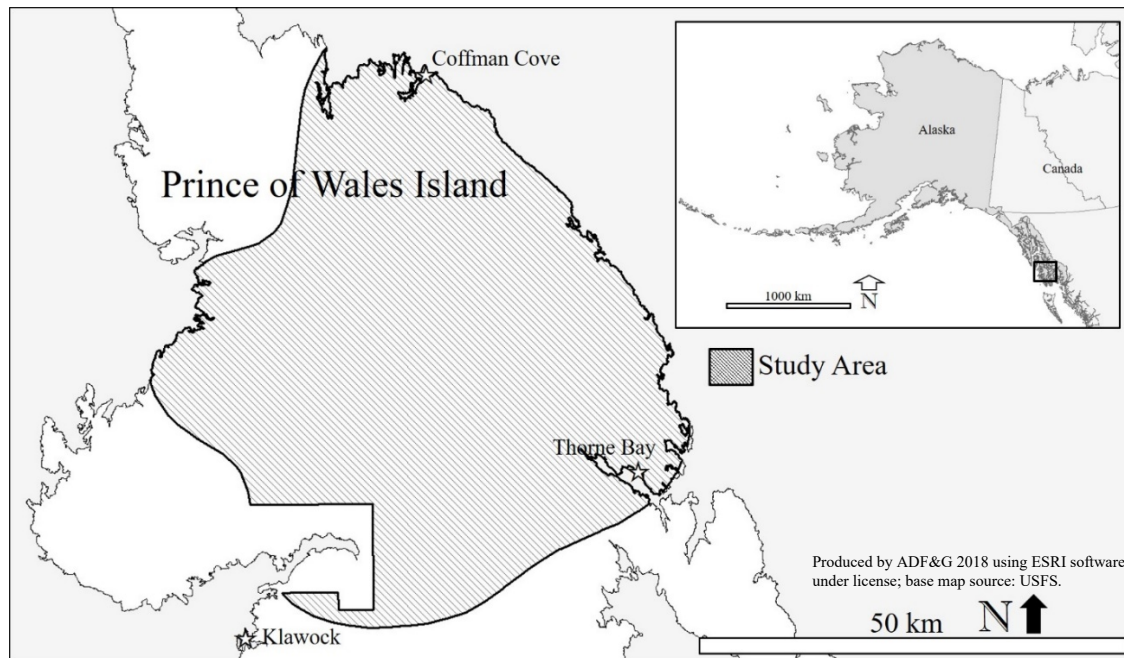 Coffman Cove
Prince of Wales Island
Alaska
Canada
1000 km
N
Study Area
Thorne Bay
Produced by ADF&G 2018 using ESRI software
under license; base map source: USFS.
50 km
N
Klawock